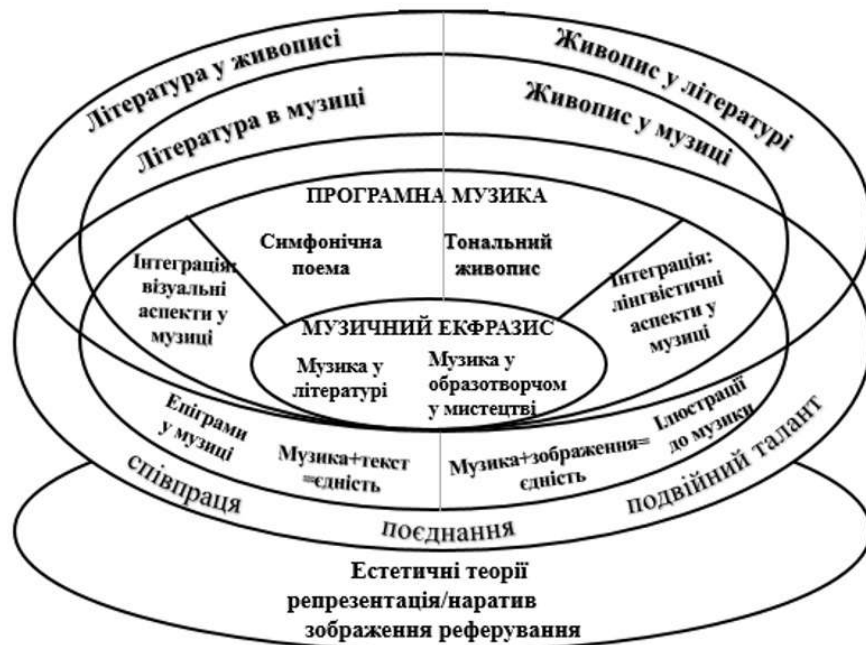 Література у живописі
Живопис у літературі
Література в музиці
Живопис у музиці
ПРОГРАМНА МУЗИКА
Симфонічна
поема
Тональний
живопис
Інтеграція:
візуальні
аспекти у
музиці
Інтеграція:
лінгвістичні
аспекти у
музиці
МУЗИЧНИЙ ЕКФРАЗИС
Музика у
літературі
Музика у
образотворчом
у мистецтві
Епіграми
у музиці
Музика+текст
=єдність
Музика+зображення=
єдність
Ілюстрації
до музики
співпраця
поєднання
подвійний талант
Естетичні теорії
репрезентація/наратив
зображення реферування